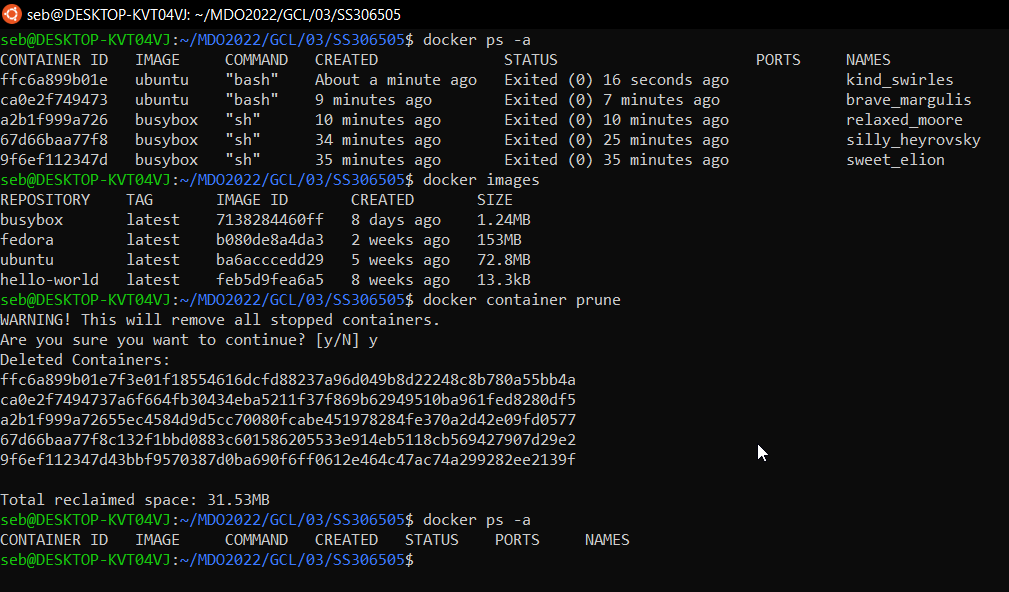 seb@DESKTOP-KVT04VJ: ~/MDO2022/GCL/03/SS306505
seb@DESKTOP-KVT04VJ:~/MDO2022/GCL/03/SS306505$ docker ps -a
CONTAINER ID   IMAGE     COMMAND   CREATED              STATUS                      PORTS     NAMES
ffc6a899b01e   ubuntu    "bash"    About a minute ago   Exited (0) 16 seconds ago             kind_swirles
ca0e2f749473   ubuntu    "bash"    9 minutes ago        Exited (0) 7 minutes ago              brave_margulis
a2b1f999a726   busybox   "sh"      10 minutes ago       Exited (0) 10 minutes ago             relaxed_moore
67d66baa77f8   busybox   "sh"      34 minutes ago       Exited (0) 25 minutes ago             silly_heyrovsky
9f6ef112347d   busybox   "sh"      35 minutes ago       Exited (0) 35 minutes ago             sweet_elion
seb@DESKTOP-KVT04VJ:~/MDO2022/GCL/03/SS306505$ docker images
REPOSITORY    TAG       IMAGE ID       CREATED       SIZE
busybox       latest    7138284460ff   8 days ago    1.24MB
fedora        latest    b080de8a4da3   2 weeks ago   153MB
ubuntu        latest    ba6acccedd29   5 weeks ago   72.8MB
hello-world   latest    feb5d9fea6a5   8 weeks ago   13.3kB
seb@DESKTOP-KVT04VJ:~/MDO2022/GCL/03/SS306505$ docker container prune
WARNING! This will remove all stopped containers.
Are you sure you want to continue? [y/N] y
Deleted Containers:
ffc6a899b01e7f3e01f18554616dcfd88237a96d049b8d22248c8b780a55bb4a
ca0e2f7494737a6f664fb30434eba5211f37f869b62949510ba961fed8280df5
a2b1f999a72655ec4584d9d5cc70080fcabe451978284fe370a2d42e09fd0577
67d66baa77f8c132f1bbd0883c601586205533e914eb5118cb569427907d29e2
9f6ef112347d43bbf9570387d0ba690f6ff0612e464c47ac74a299282ee2139f

Total reclaimed space: 31.53MB
seb@DESKTOP-KVT04VJ:~/MDO2022/GCL/03/SS306505$ docker ps -a
CONTAINER ID   IMAGE     COMMAND   CREATED   STATUS    PORTS     NAMES
seb@DESKTOP-KVT04VJ:~/MDO2022/GCL/03/SS306505$